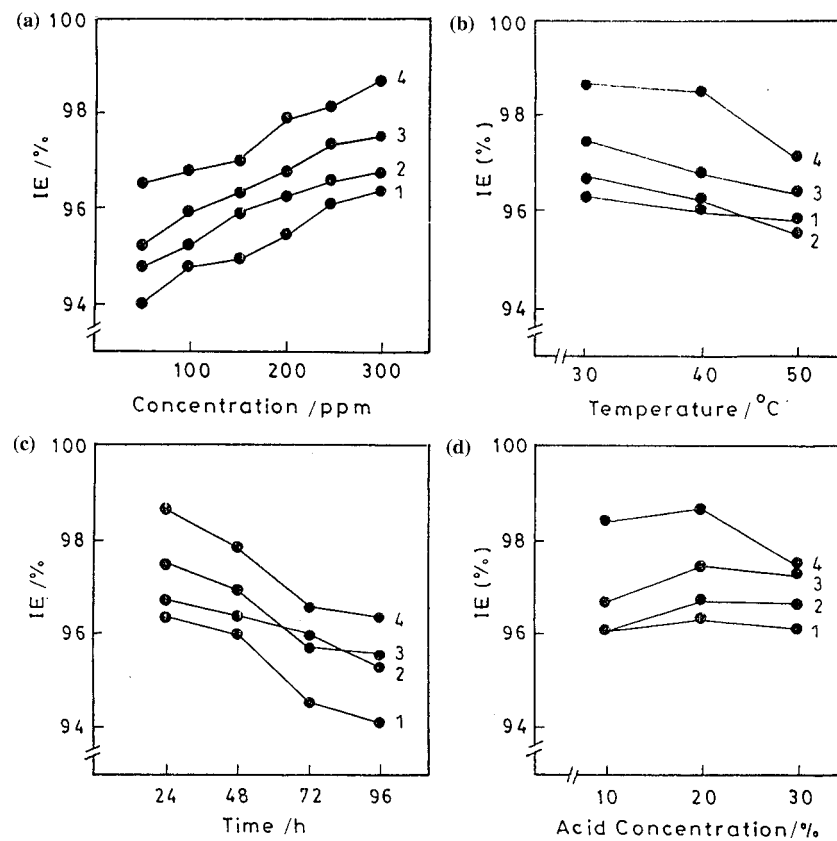 (a)
100
98
96
94
IE /%
4
3
2
1
100 200 300
Concentration /ppm
(b)
100
98
96
94
IE (%)
4
3
1
2
30 40 50
Temperature/°C
(c)
100
98
96
94
IE /%
4
3
2
1
24 48 72 96
Time /h
(d)
100
98
96
94
IE (%)
4
3
2
1
10 20 30
Acid Concentration/%